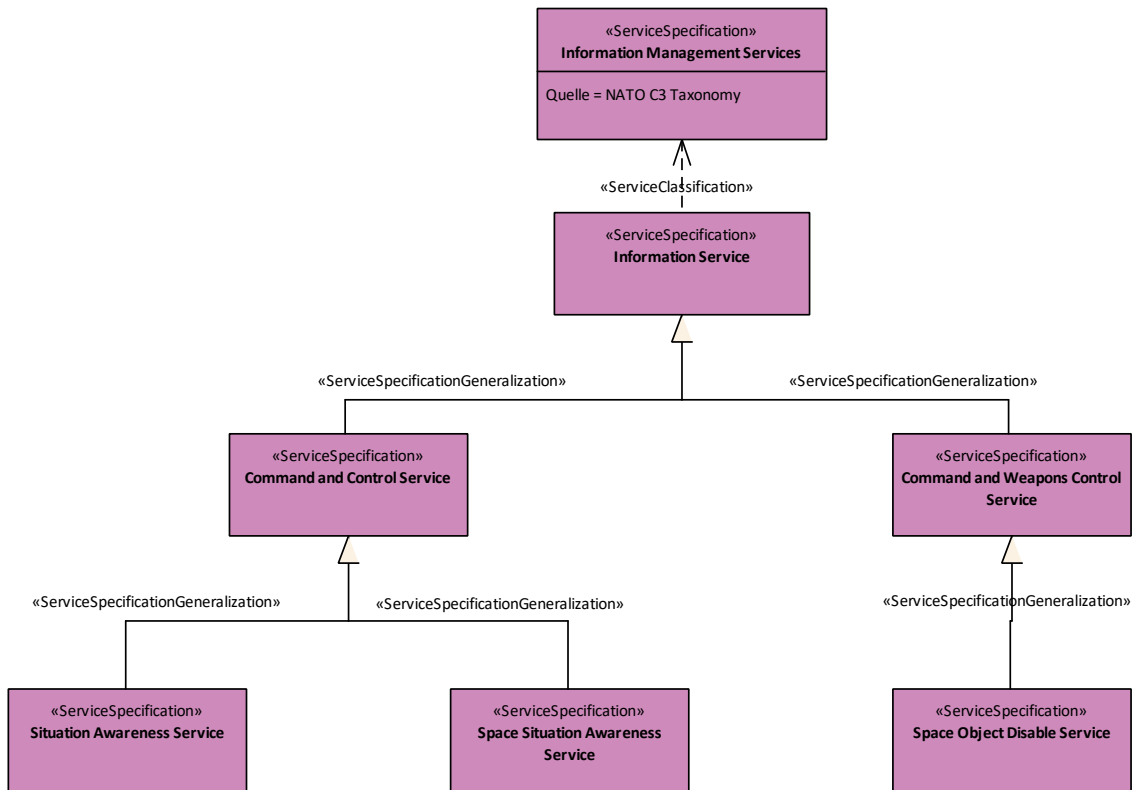 «ServiceSpecification»
Information Management Services
Quelle = NATO C3 Taxonomy
«ServiceClassification»
«ServiceSpecification»
Information Service
«ServiceSpecificationGeneralization»
«ServiceSpecificationGeneralization»
«ServiceSpecification»
Command and Control Service
«ServiceSpecification»
Command and Weapons Control
Service
«ServiceSpecificationGeneralization»
«ServiceSpecificationGeneralization»
«ServiceSpecificationGeneralization»
«ServiceSpecification»
Situation Awareness Service
«ServiceSpecification»
Space Situation Awareness
Service
«ServiceSpecification»
Space Object Disable Service